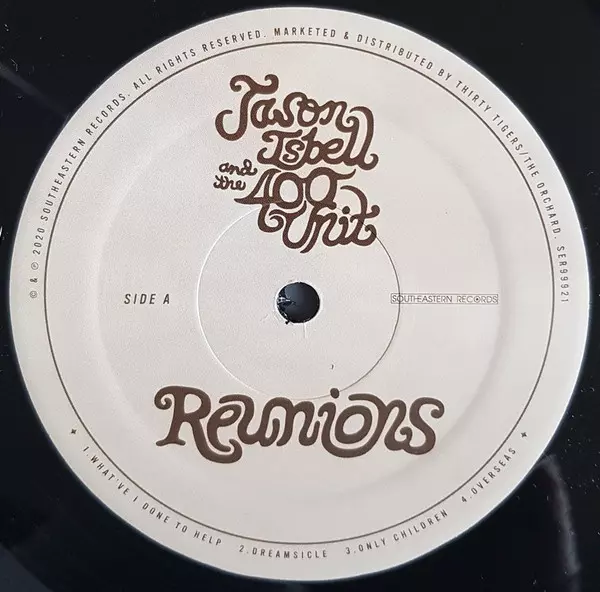 © & ℗ 2020 SOUTHEASTERN RECORDS. ALL RIGHTS RESERVED. MARKETED & DISTRIBUTED BY THIRTY TIGERS/THE ORCHARD. SER99921
Jason
Isbell
and the 400
Unit
SIDE A
SOUTHEASTERN RECORDS
Reunions
1.WHAT'VE I DONE TO HELP 2.DREAMSICLE 3.ONLY CHILDREN 4.OVERSEAS